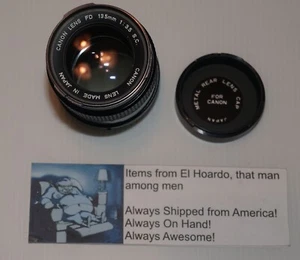 CANON LENS FD 135mm 1:3.5 S.C.
CANON LENS MADE IN JAPAN
METAL REAR LENS CAP
FOR
CANON
JAPAN
Items from El Hoardo, that man
among men
Always Shipped from America!
Always On Hand!
Always Awesome!